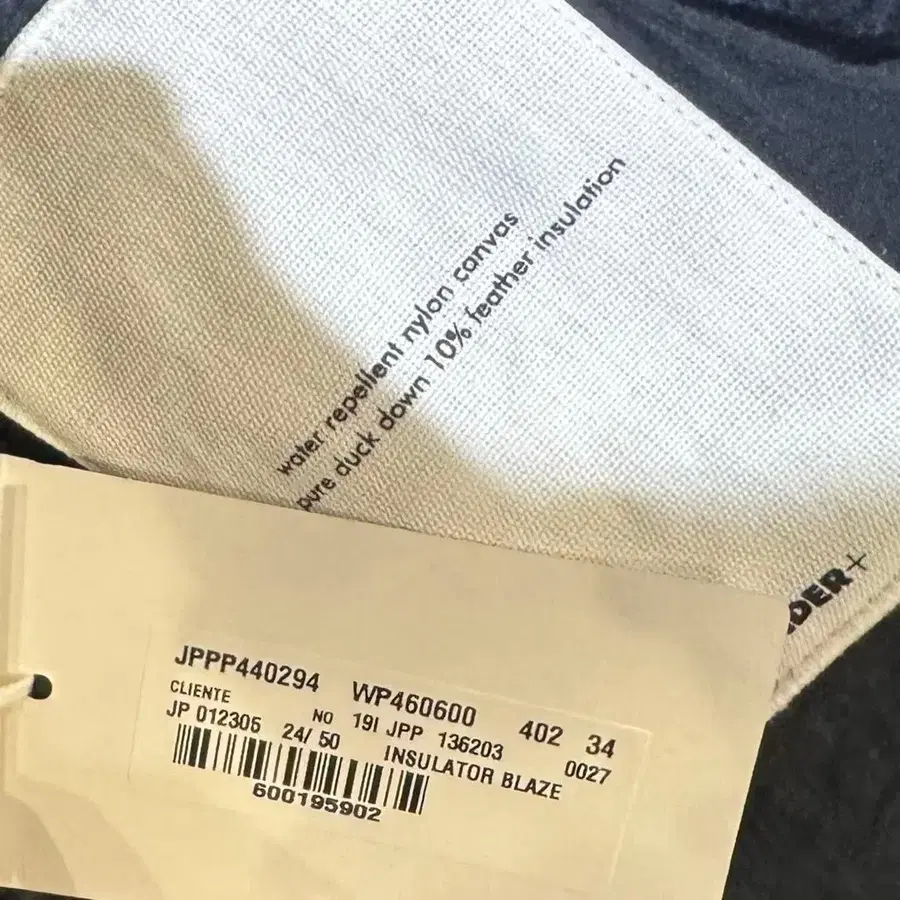 water repellent nylon canvas
pure duck down 10% feather insulation
DER+
JPPP440294 WP460600 402 34
CLIENTE NO 19I JPP 136203 0027
JP 012305 24/ 50 INSULATOR BLAZE
600195902